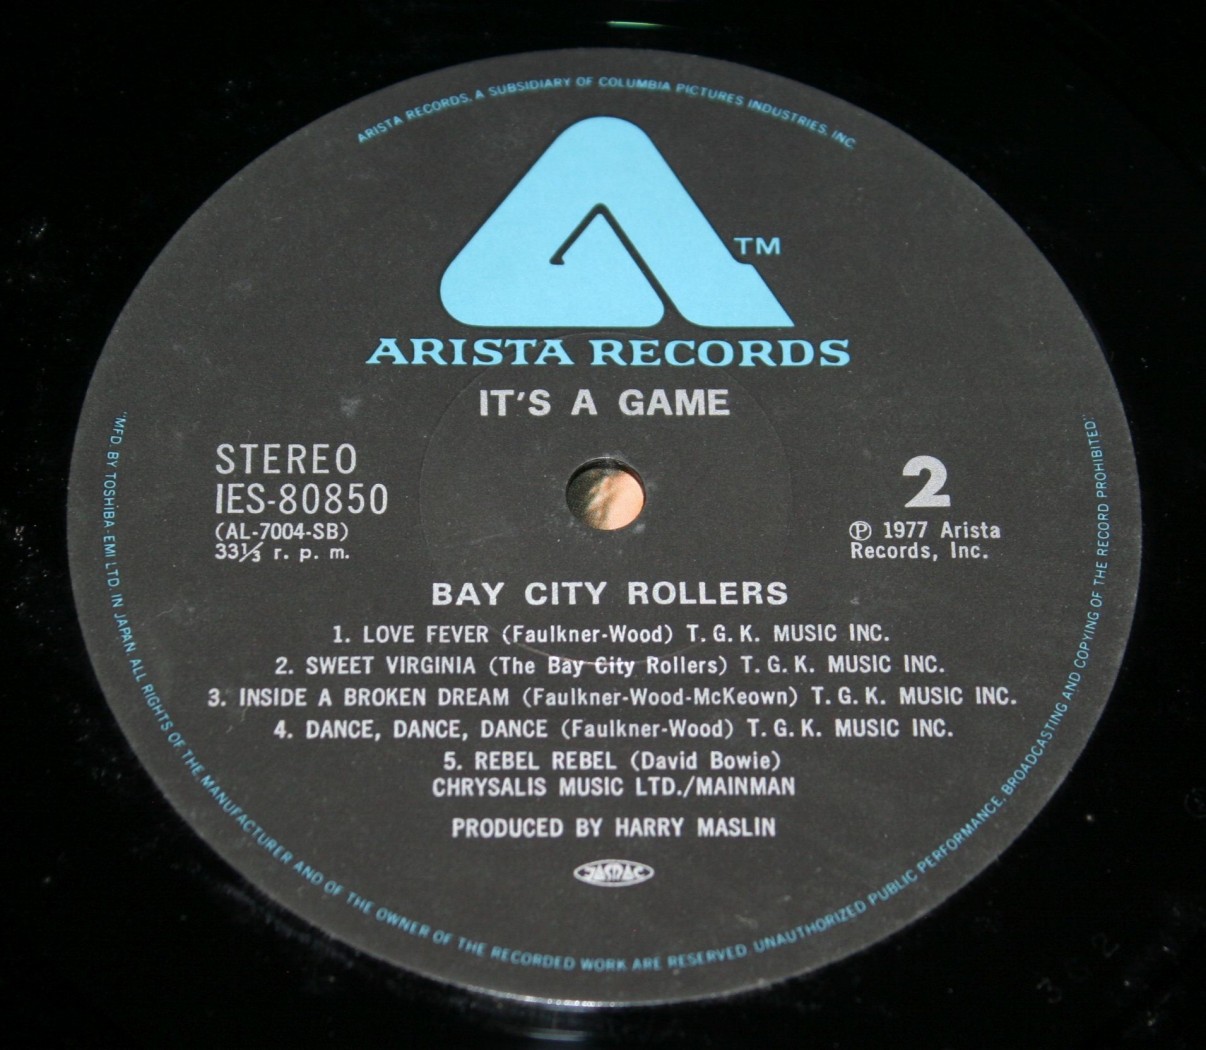 ARISTA RECORDS, A SUBSIDIARY OF COLUMBIA PICTURES INDUSTRIES, INC.
TM
ARISTA RECORDS
IT'S A GAME
STEREO
IES-80850
(AL-7004-SB)
33⅓ r. p. m.
2
Ⓟ 1977 Arista
Records, Inc.
BAY CITY ROLLERS
1. LOVE FEVER (Faulkner-Wood) T. G. K. MUSIC INC.
2. SWEET VIRGINIA (The Bay City Rollers) T. G. K. MUSIC INC.
3. INSIDE A BROKEN DREAM (Faulkner-Wood-McKeown) T. G. K. MUSIC INC.
4. DANCE, DANCE, DANCE (Faulkner-Wood) T. G. K. MUSIC INC.
5. REBEL REBEL (David Bowie)
CHRYSALIS MUSIC LTD./MAINMAN
PRODUCED BY HARRY MASLIN
JASRAC
"MFD. BY TOSHIBA-EMI LTD. IN JAPAN. ALL RIGHTS OF THE MANUFACTURER AND OF THE OWNER OF THE RECORDED WORK ARE RESERVED. UNAUTHORIZED PUBLIC PERFORMANCE, BROADCASTING AND COPYING OF THE RECORD PROHIBITED."